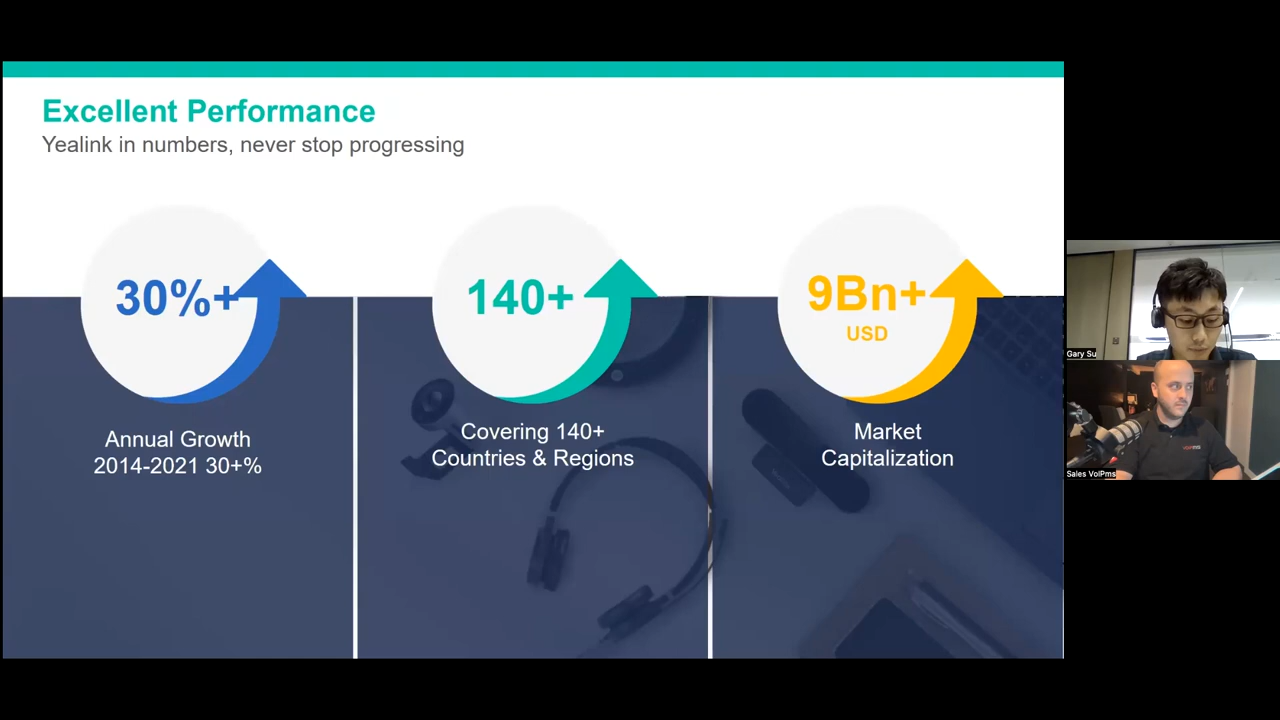 Excellent Performance
Yealink in numbers, never stop progressing
30%+
140+
9Bn+
USD
Annual Growth
2014-2021 30+%
Covering 140+
Countries & Regions
Market
Capitalization
Gary Su
Sales VoIPms